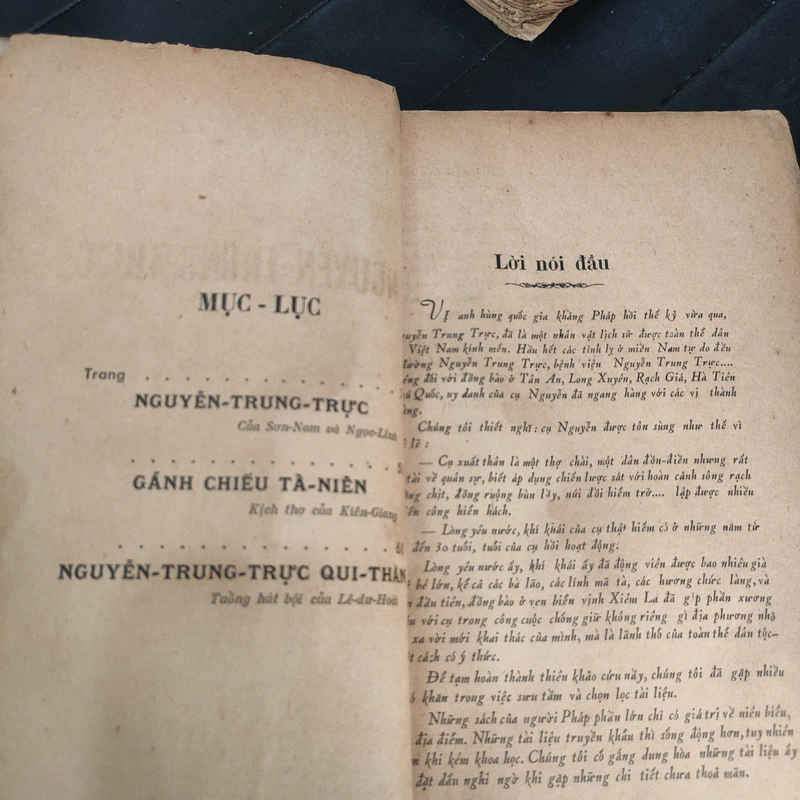 MỤC - LỤC
Trang
NGUYỄN-TRUNG-TRỰC
Của Sơn-Nam và Ngọc-Linh
GÁNH CHIẾU TÀ-NIÊN
Kịch thơ của Kiên-Giang
NGUYỄN-TRUNG-TRỰC QUI-THẦN
Tuồng hát bội của Lê-dư-Hoài
Lời nói đầu
Vị anh hùng quốc gia kháng Pháp hồi thế kỷ vừa qua,
Trung Trực, đã là một nhân vật lịch sử được toàn thể dân
Việt Nam kính mến. Hầu hết các tỉnh lỵ ở miền Nam tự do đều
Nguyễn Trung Trực, bệnh viện Nguyễn Trung Trực....
đối với đồng bào ở Tân An, Long Xuyên, Rạch Giá, Hà Tiên
Quốc, uy danh của cụ Nguyễn đã ngang hàng với các vị thành
Chúng tôi thiết nghĩ : cụ Nguyễn được tôn sùng như thế vì
lẽ :
— Cụ xuất thân là một thợ chài, một dân đồn-điền nhưng rất
tài về quân sự, biết áp dụng chiến lược sát với hoàn cảnh sông rạch
chịt, đồng ruộng bùn lầy, núi đồi hiểm trở.... lập được nhiều
công hiển hách.
— Lòng yêu nước, khí khái của cụ thật hiếm có ở những năm từ
đến 30 tuổi, tuổi của cụ hồi hoạt động.
Lòng yêu nước ấy, khí khái ấy đã động viên được bao nhiêu già
bé lớn, kể cả các bà lão, các lính mã tà, các hương chức làng, và
đầu tiên, đồng bào ở ven biển vịnh Xiêm La đã góp phần xương
với cụ trong công cuộc chống giữ không riêng gì địa phương nhỏ
xa vời mới khai thác của mình, mà là lãnh thổ của toàn thể dân tộc—
cách có ý thức.
Để tạm hoàn thành thiên khảo cứu nầy, chúng tôi đã gặp nhiều
khăn trong việc sưu tầm và chọn lọc tài liệu.
Những sách của người Pháp phần lớn chỉ có giá trị về niên biểu,
địa điểm. Những tài liệu truyền khẩu thì sống động hơn, tuy nhiên
khi kém khoa học. Chúng tôi cố gắng dung hòa những tài liệu ấy
đặt dấu nghi ngờ khi gặp những chi tiết chưa thoả mãn.